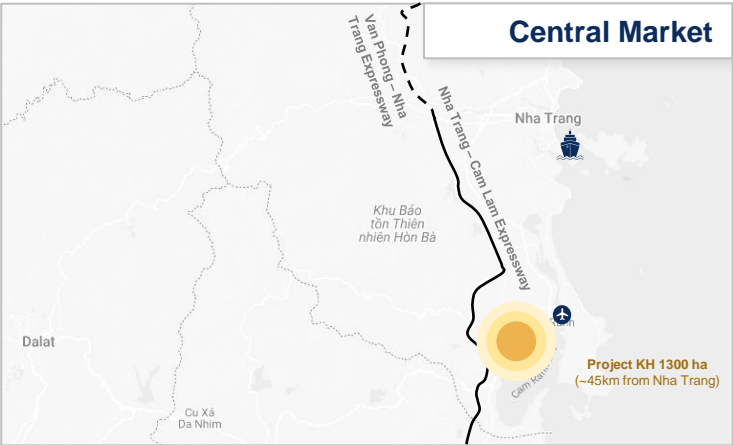 Central Market
Van Phong – Nha
Trang Expressway
Nha Trang – Cam Lam Expressway
Nha Trang
Khu Bảo
tồn Thiên
nhiên Hòn Bà
Dalat
Project KH 1300 ha
(~45km from Nha Trang)
Cu Xá
Da Nhim